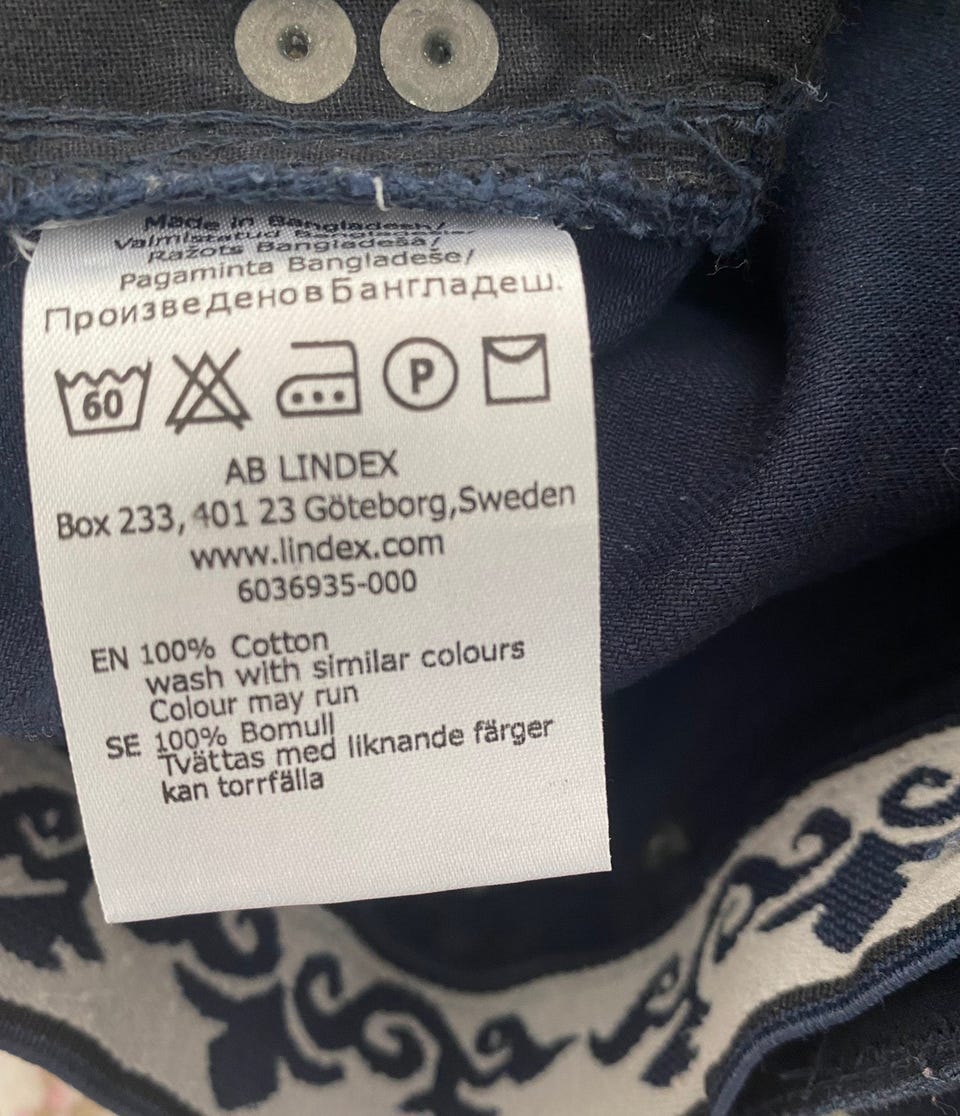 Made in Bangladesh/
Valmistatud
Ražots Bangladešā/
Pagaminta Bangladeše/
Произведено в Бангладеш.
60
P
AB LINDEX
Box 233, 401 23 Göteborg,Sweden
www.lindex.com
6036935-000
EN 100% Cotton
wash with similar colours
Colour may run
SE 100% Bomull
Tvättas med liknande färger
kan torrfälla